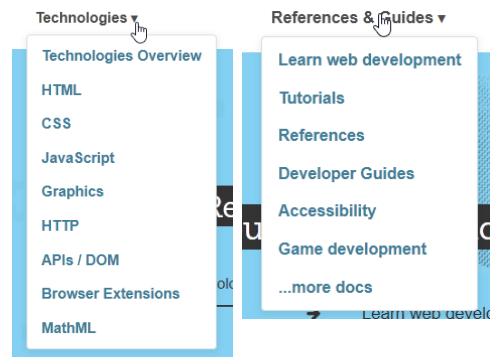 Technologies ▾
Technologies Overview
HTML
CSS
JavaScript
Graphics
HTTP
APIs / DOM
Browser Extensions
MathML
References & Guides ▾
Learn web development
Tutorials
References
Developer Guides
Accessibility
Game development
...more docs
Learn web develo